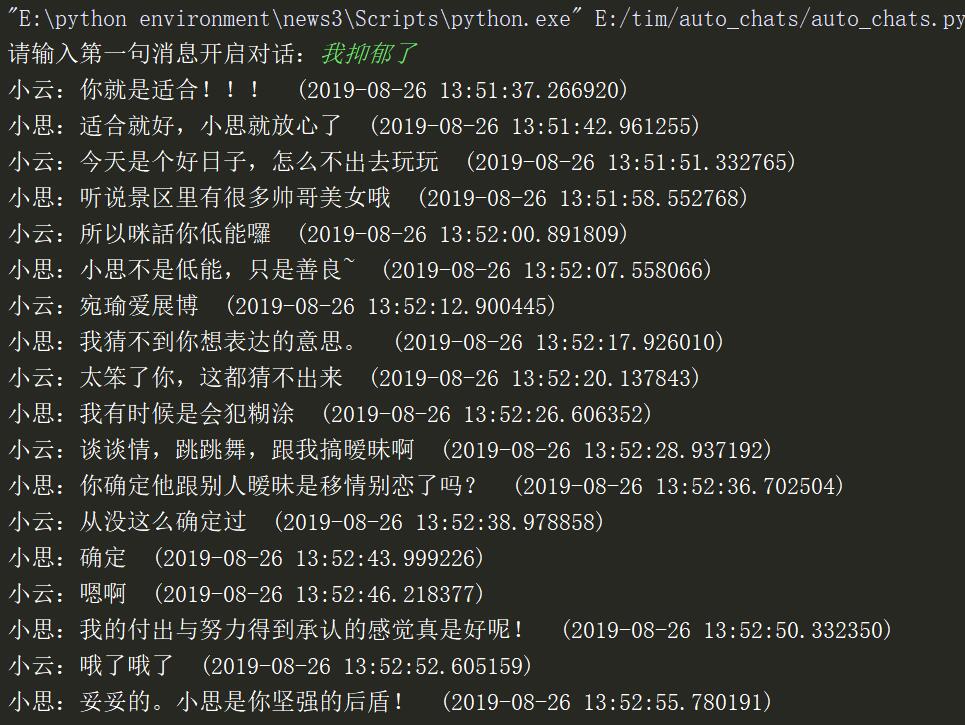 "E:\python environment\news3\Scripts\python.exe" E:/tim/auto_chats/auto_chats.py
请输入第一句消息开启对话：我抑郁了
小云：你就是适合！！！ (2019-08-26 13:51:37.266920)
小思：适合就好，小思就放心了 (2019-08-26 13:51:42.961255)
小云：今天是个好日子，怎么不出去玩玩 (2019-08-26 13:51:51.332765)
小思：听说景区里有很多帅哥美女哦 (2019-08-26 13:51:58.552768)
小云：所以咪話你低能囉 (2019-08-26 13:52:00.891809)
小思：小思不是低能，只是善良~ (2019-08-26 13:52:07.558066)
小云：宛瑜爱展博 (2019-08-26 13:52:12.900445)
小思：我猜不到你想表达的意思。 (2019-08-26 13:52:17.926010)
小云：太笨了你，这都猜不出来 (2019-08-26 13:52:20.137843)
小思：我有时候是会犯糊涂 (2019-08-26 13:52:26.606352)
小云：谈谈情，跳跳舞，跟我搞暧昧啊 (2019-08-26 13:52:28.937192)
小思：你确定他跟别人暧昧是移情别恋了吗？ (2019-08-26 13:52:36.702504)
小云：从没这么确定过 (2019-08-26 13:52:38.978858)
小思：确定 (2019-08-26 13:52:43.999226)
小云：嗯啊 (2019-08-26 13:52:46.218377)
小思：我的付出与努力得到承认的感觉真是好呢！ (2019-08-26 13:52:50.332350)
小云：哦了哦了 (2019-08-26 13:52:52.605159)
小思：妥妥的。小思是你坚强的后盾！ (2019-08-26 13:52:55.780191)